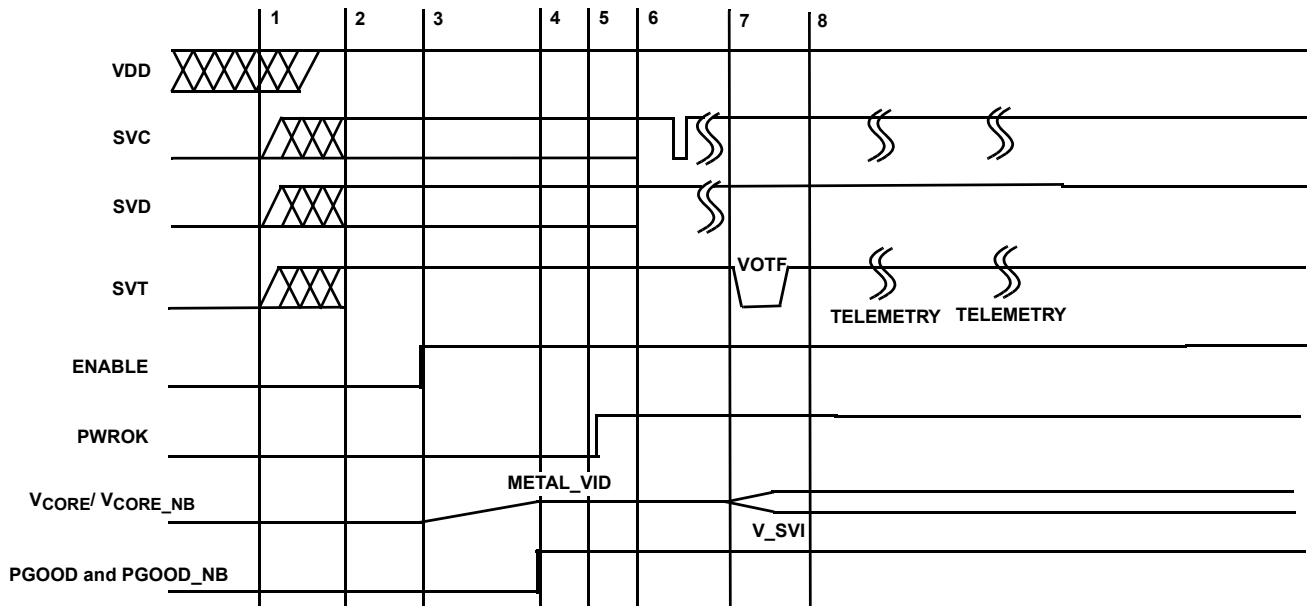 1 2 3 4 5 6 7 8
VDD
SVC
SVD
SVT
VOTF
TELEMETRY TELEMETRY
ENABLE
PWROK
METAL_VID
VCORE/ VCORE_NB
V_SVI
PGOOD and PGOOD_NB